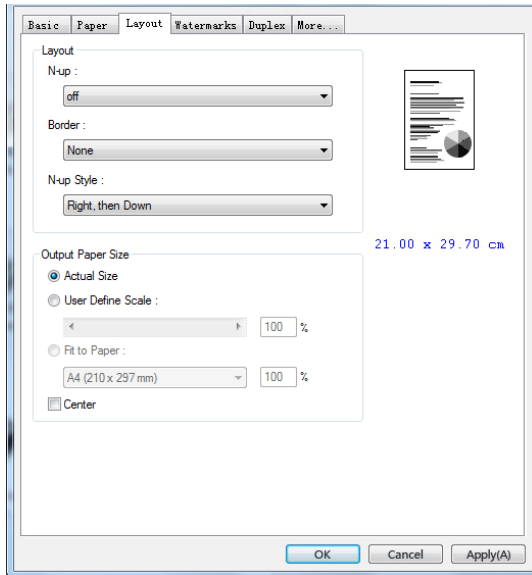 Basic Paper Layout Watermarks Duplex More...
Layout
N-up :
off
Border :
None
N-up Style :
Right, then Down
21.00 x 29.70 cm
Output Paper Size
Actual Size
User Define Scale :
100 %
Fit to Paper :
A4 (210 x 297 mm) 100 %
Center
OK Cancel Apply(A)